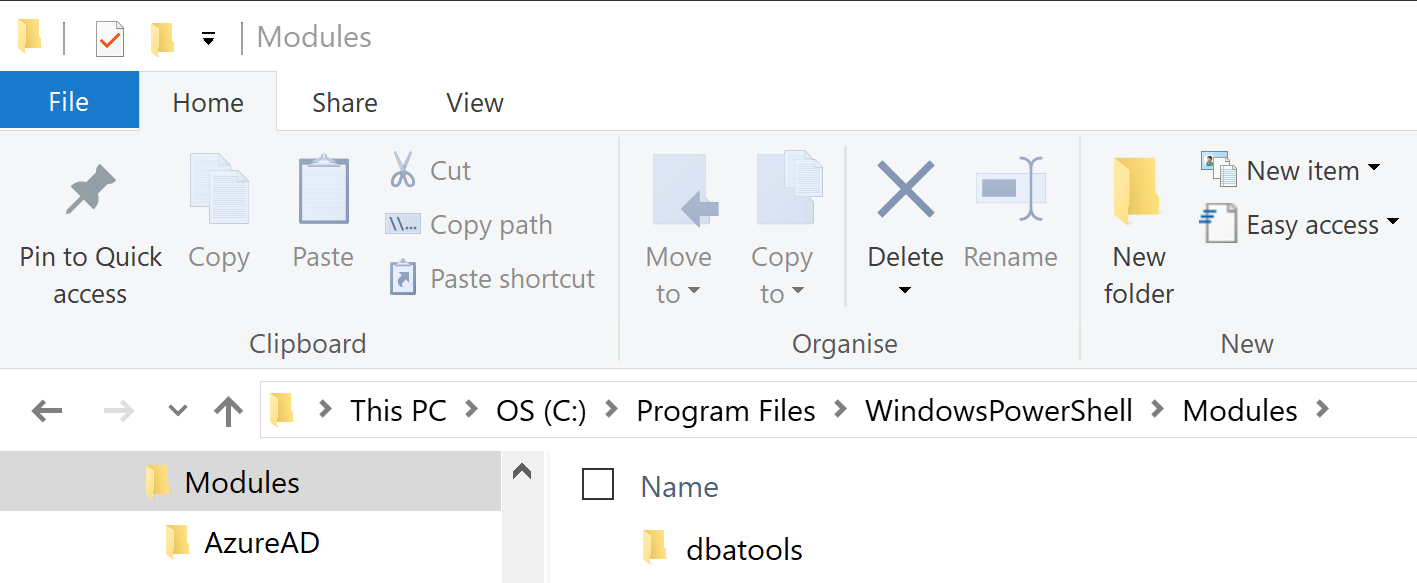 Modules
File Home Share View
Pin to Quick access
Copy
Paste
Cut
Copy path
Paste shortcut
Clipboard
Move to
Copy to
Delete
Rename
Organise
New folder
New item
Easy access
New
This PC OS (C:) Program Files WindowsPowerShell Modules
Modules
AzureAD
Name
dbatools